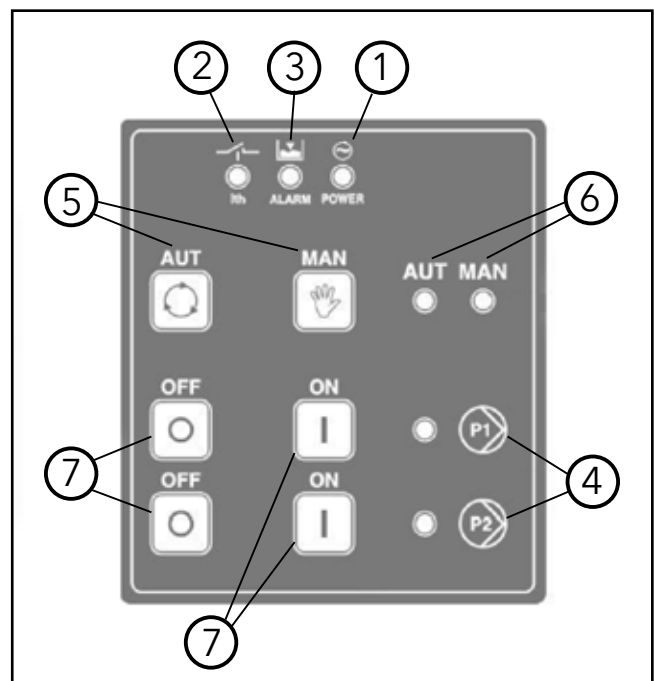 2 3 1
Ith ALARM POWER
5 6
AUT MAN AUT MAN
OFF ON
P1
7 4
OFF ON
P2
7